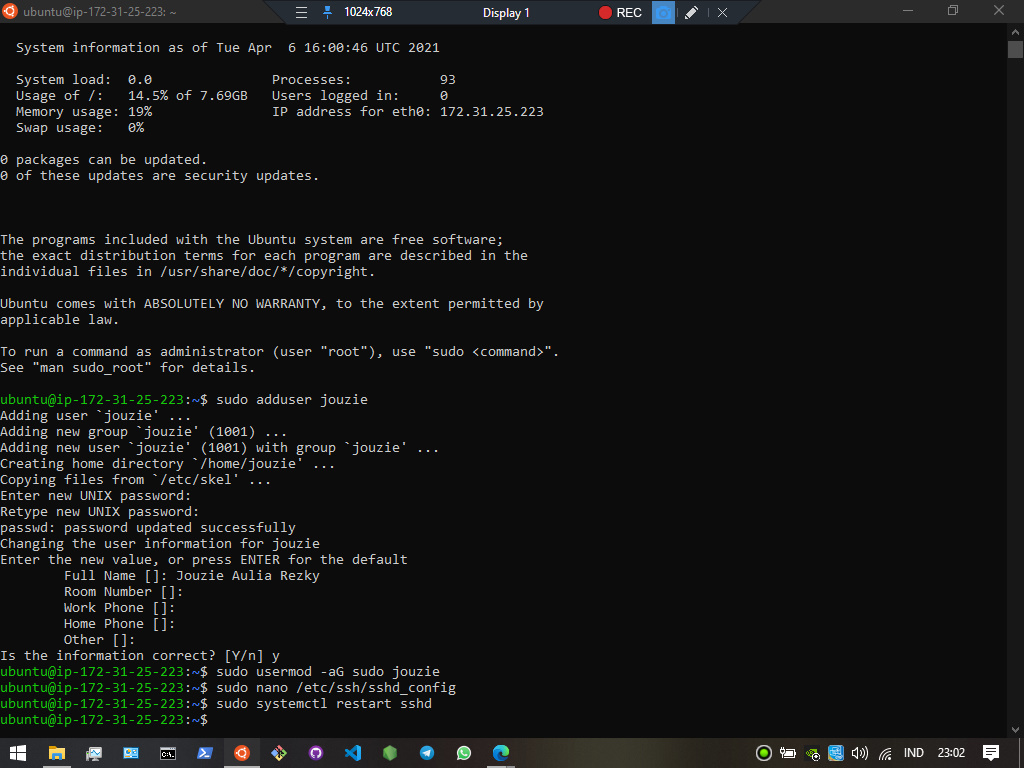 ubuntu@ip-172-31-25-223: ~
1024x768
Display 1
REC
System information as of Tue Apr  6 16:00:46 UTC 2021
System load:  0.0               Processes:           93
Usage of /:   14.5% of 7.69GB   Users logged in:     0
Memory usage: 19%               IP address for eth0: 172.31.25.223
Swap usage:   0%
0 packages can be updated.
0 of these updates are security updates.
The programs included with the Ubuntu system are free software;
the exact distribution terms for each program are described in the
individual files in /usr/share/doc/*/copyright.
Ubuntu comes with ABSOLUTELY NO WARRANTY, to the extent permitted by
applicable law.
To run a command as administrator (user "root"), use "sudo <command>".
See "man sudo_root" for details.
ubuntu@ip-172-31-25-223:~$ sudo adduser jouzie
Adding user `jouzie' ...
Adding new group `jouzie' (1001) ...
Adding new user `jouzie' (1001) with group `jouzie' ...
Creating home directory `/home/jouzie' ...
Copying files from `/etc/skel' ...
Enter new UNIX password:
Retype new UNIX password:
passwd: password updated successfully
Changing the user information for jouzie
Enter the new value, or press ENTER for the default
Full Name []: Jouzie Aulia Rezky
Room Number []:
Work Phone []:
Home Phone []:
Other []:
Is the information correct? [Y/n] y
ubuntu@ip-172-31-25-223:~$ sudo usermod -aG sudo jouzie
ubuntu@ip-172-31-25-223:~$ sudo nano /etc/ssh/sshd_config
ubuntu@ip-172-31-25-223:~$ sudo systemctl restart sshd
ubuntu@ip-172-31-25-223:~$
IND
23:02